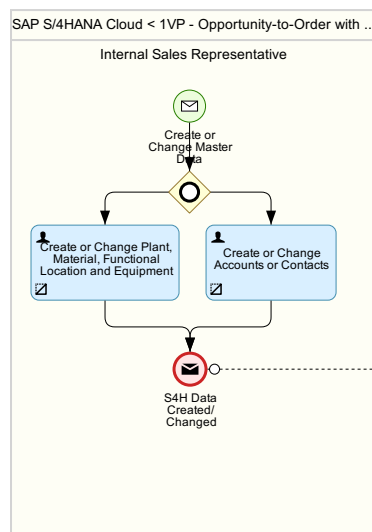 SAP S/4HANA Cloud < 1VP - Opportunity-to-Order with ...
Internal Sales Representative
Create or
Change Master
Data
Create or Change Plant,
Material, Functional
Location and Equipment
Create or Change
Accounts or Contacts
S4H Data
Created/
Changed